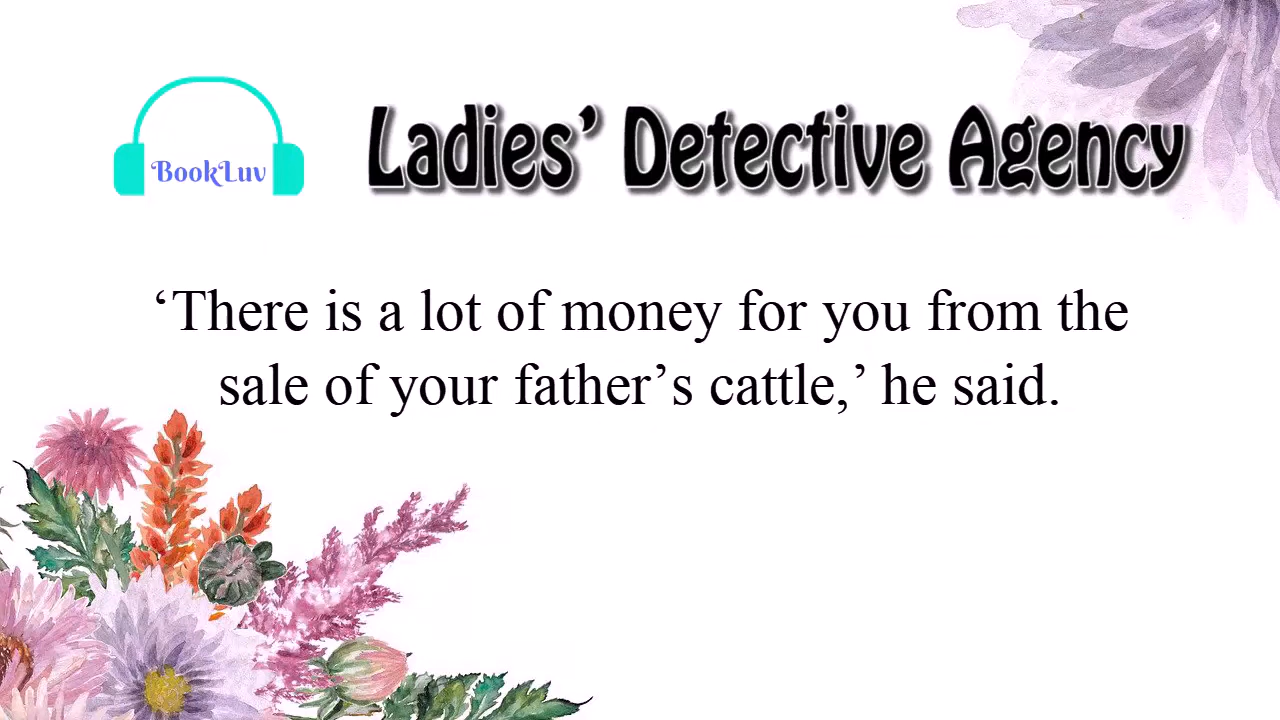 BookLuv
Ladies’ Detective Agency
‘There is a lot of money for you from the
sale of your father’s cattle,’ he said.